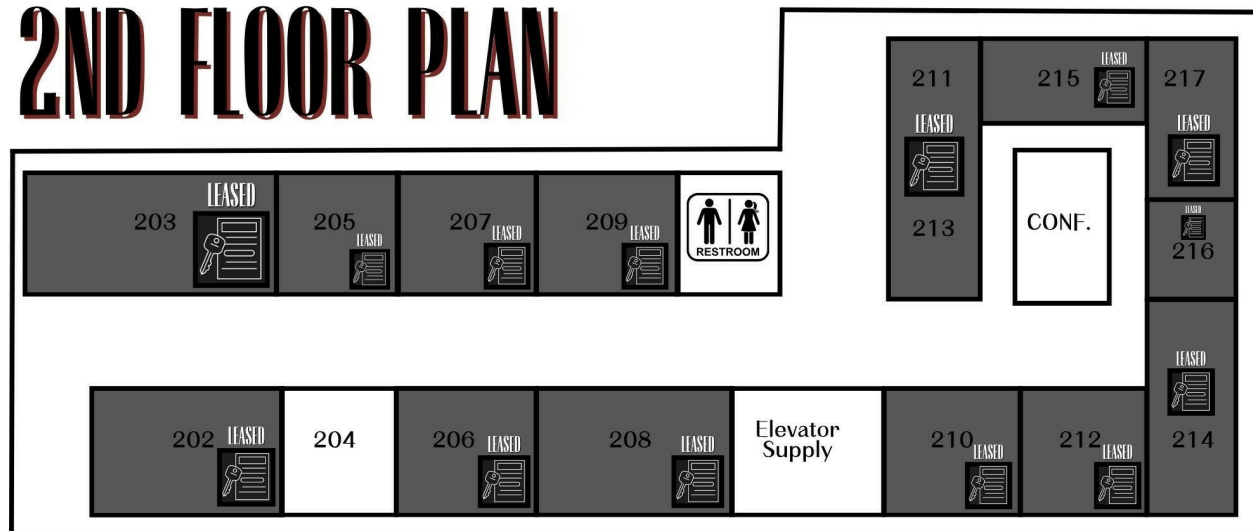 2ND FLOOR PLAN
211
215
LEASED
217
LEASED
LEASED
203
LEASED
205
LEASED
207
LEASED
209
LEASED
RESTROOM
213
CONF.
LEASED
216
202
LEASED
204
206
LEASED
208
LEASED
Elevator
Supply
210
LEASED
212
LEASED
LEASED
214